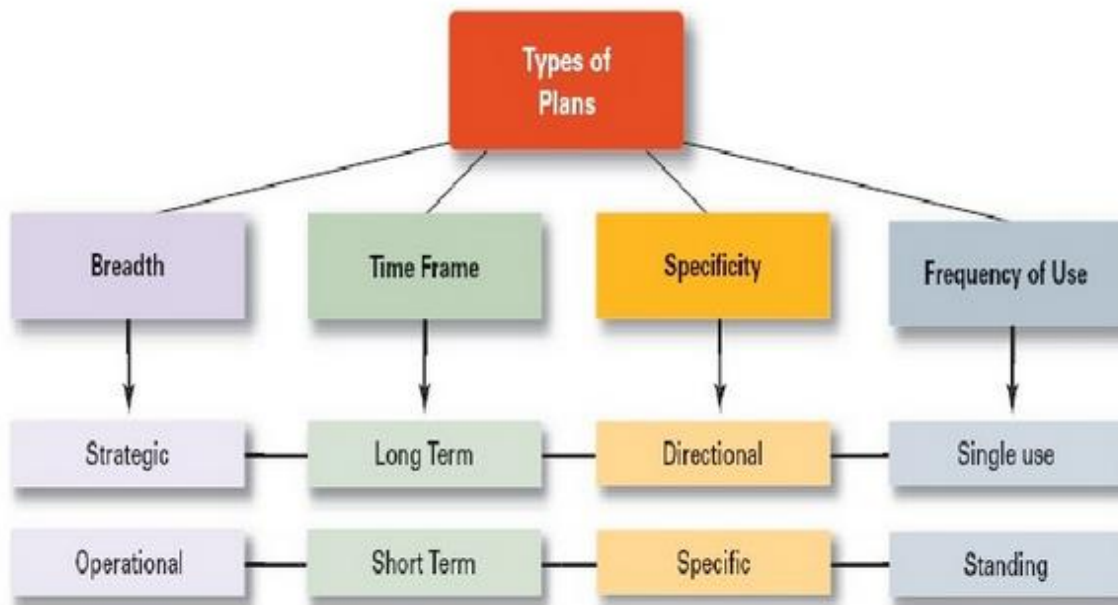 Types of
Plans
Breadth
Time Frame
Specificity
Frequency of Use
Strategic
Long Term
Directional
Single use
Operational
Short Term
Specific
Standing